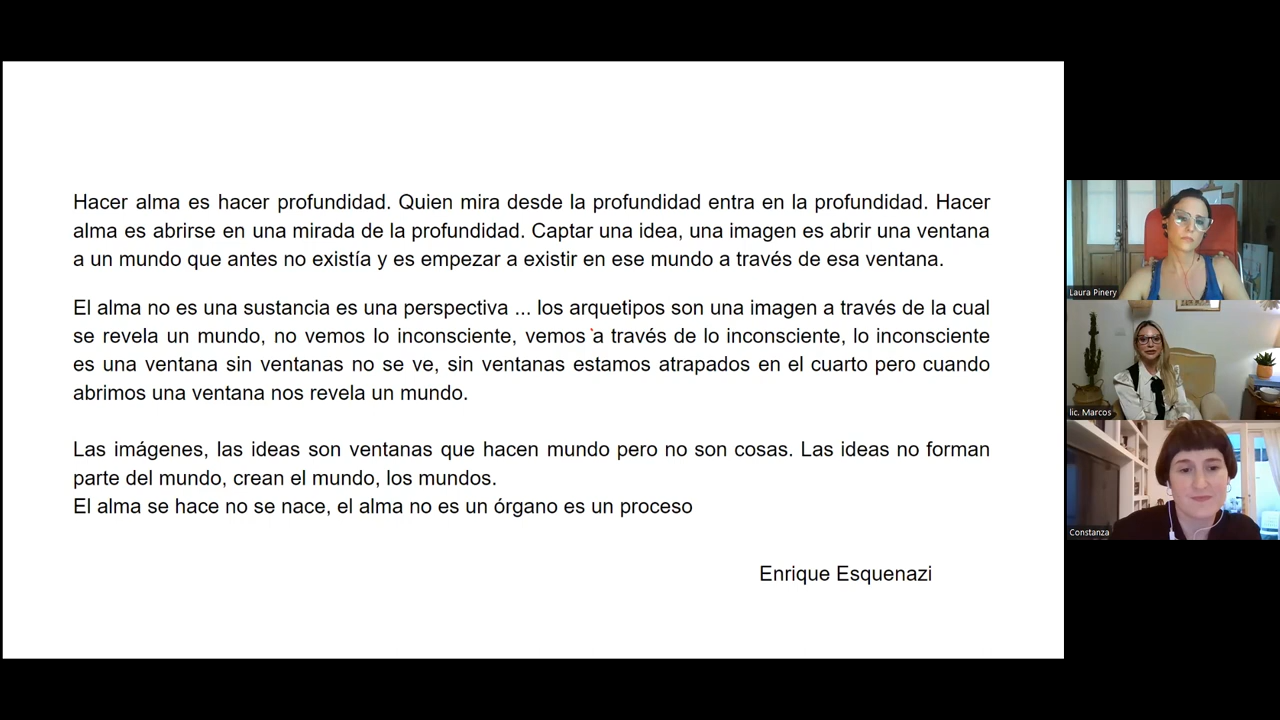 Hacer alma es hacer profundidad. Quien mira desde la profundidad entra en la profundidad. Hacer
alma es abrirse en una mirada de la profundidad. Captar una idea, una imagen es abrir una ventana
a un mundo que antes no existía y es empezar a existir en ese mundo a través de esa ventana.
El alma no es una sustancia es una perspectiva ... los arquetipos son una imagen a través de la cual
se revela un mundo, no vemos lo inconsciente, vemos a través de lo inconsciente, lo inconsciente
es una ventana sin ventanas no se ve, sin ventanas estamos atrapados en el cuarto pero cuando
abrimos una ventana nos revela un mundo.
Las imágenes, las ideas son ventanas que hacen mundo pero no son cosas. Las ideas no forman
parte del mundo, crean el mundo, los mundos.
El alma se hace no se nace, el alma no es un órgano es un proceso
Enrique Esquenazi
Laura Pinery
lic. Marcos
Constanza